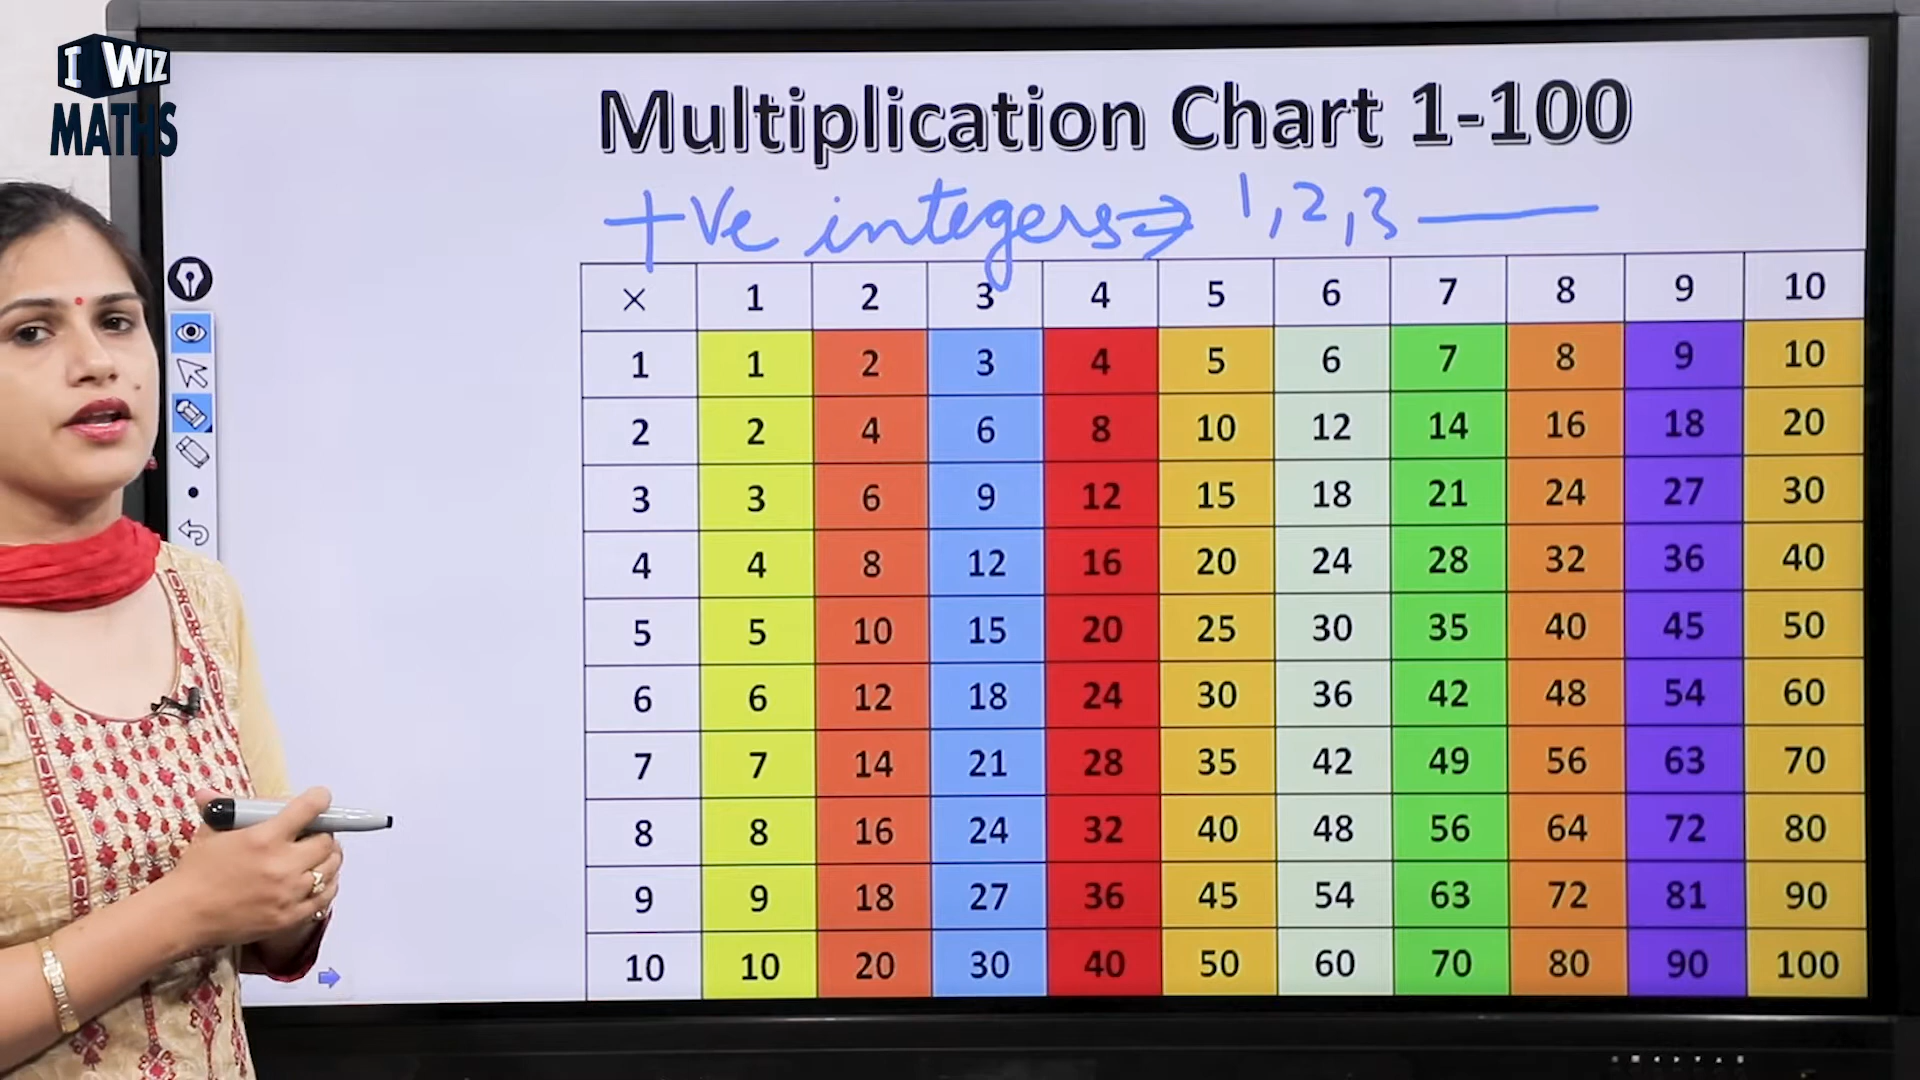 I WIZ
MATHS
Multiplication Chart 1-100
+ve integers⇒ 1, 2, 3 ———
× 1 2 3 4 5 6 7 8 9 10
1 1 2 3 4 5 6 7 8 9 10
2 2 4 6 8 10 12 14 16 18 20
3 3 6 9 12 15 18 21 24 27 30
4 4 8 12 16 20 24 28 32 36 40
5 5 10 15 20 25 30 35 40 45 50
6 6 12 18 24 30 36 42 48 54 60
7 7 14 21 28 35 42 49 56 63 70
8 8 16 24 32 40 48 56 64 72 80
9 9 18 27 36 45 54 63 72 81 90
10 10 20 30 40 50 60 70 80 90 100